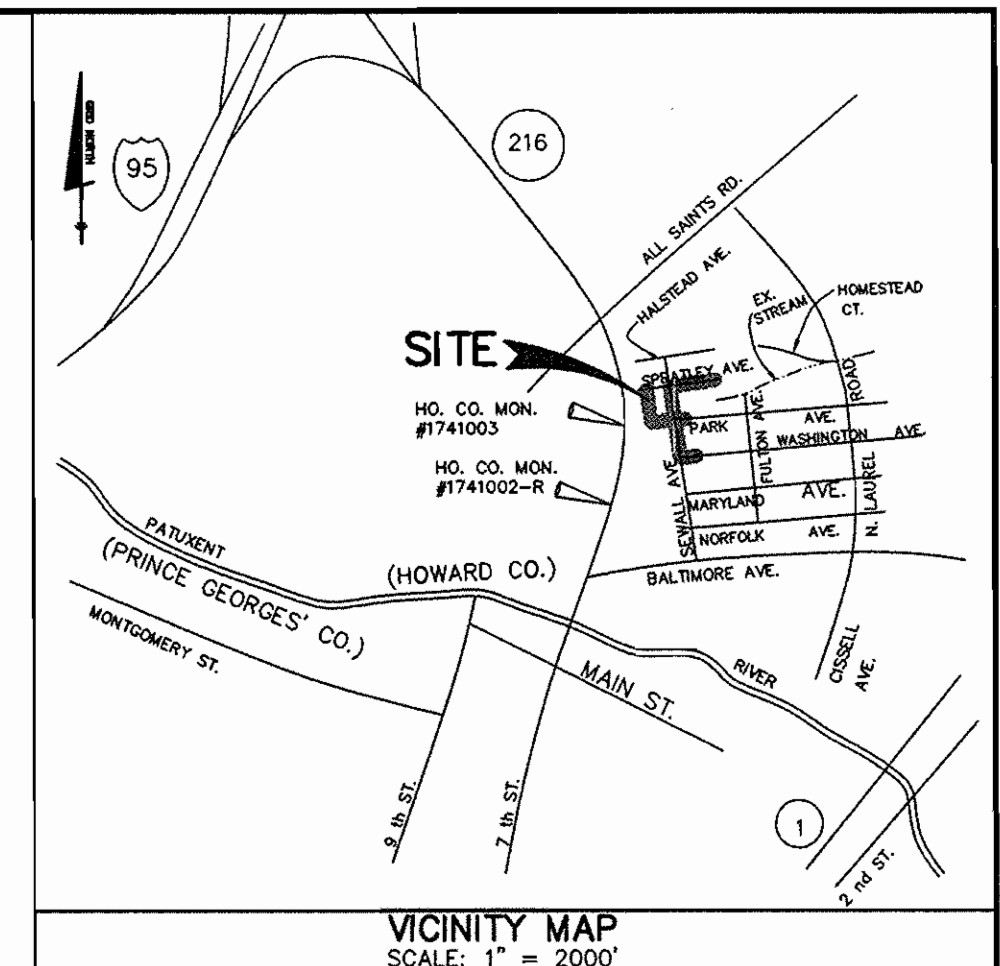 GRID NORTH
95
216
ALL SAINTS RD.
HALSTEAD AVE.
EX.
STREAM
HOMESTEAD
CT.
SITE
SPRATLEY AVE.
HO. CO. MON.
#1741003
PARK AVE.
FULTON AVE.
WASHINGTON AVE.
HO. CO. MON.
#1741002-R
SEWALL AVE.
MARYLAND AVE.
NORFOLK AVE.
N. LAUREL ROAD
BALTIMORE AVE.
PATUXENT
(HOWARD CO.)
(PRINCE GEORGES' CO.)
MONTGOMERY ST.
MAIN ST.
RIVER
CISSELL
AVE.
9 th ST.
7 th ST.
1
2 nd ST.
VICINITY MAP
SCALE: 1" = 2000'